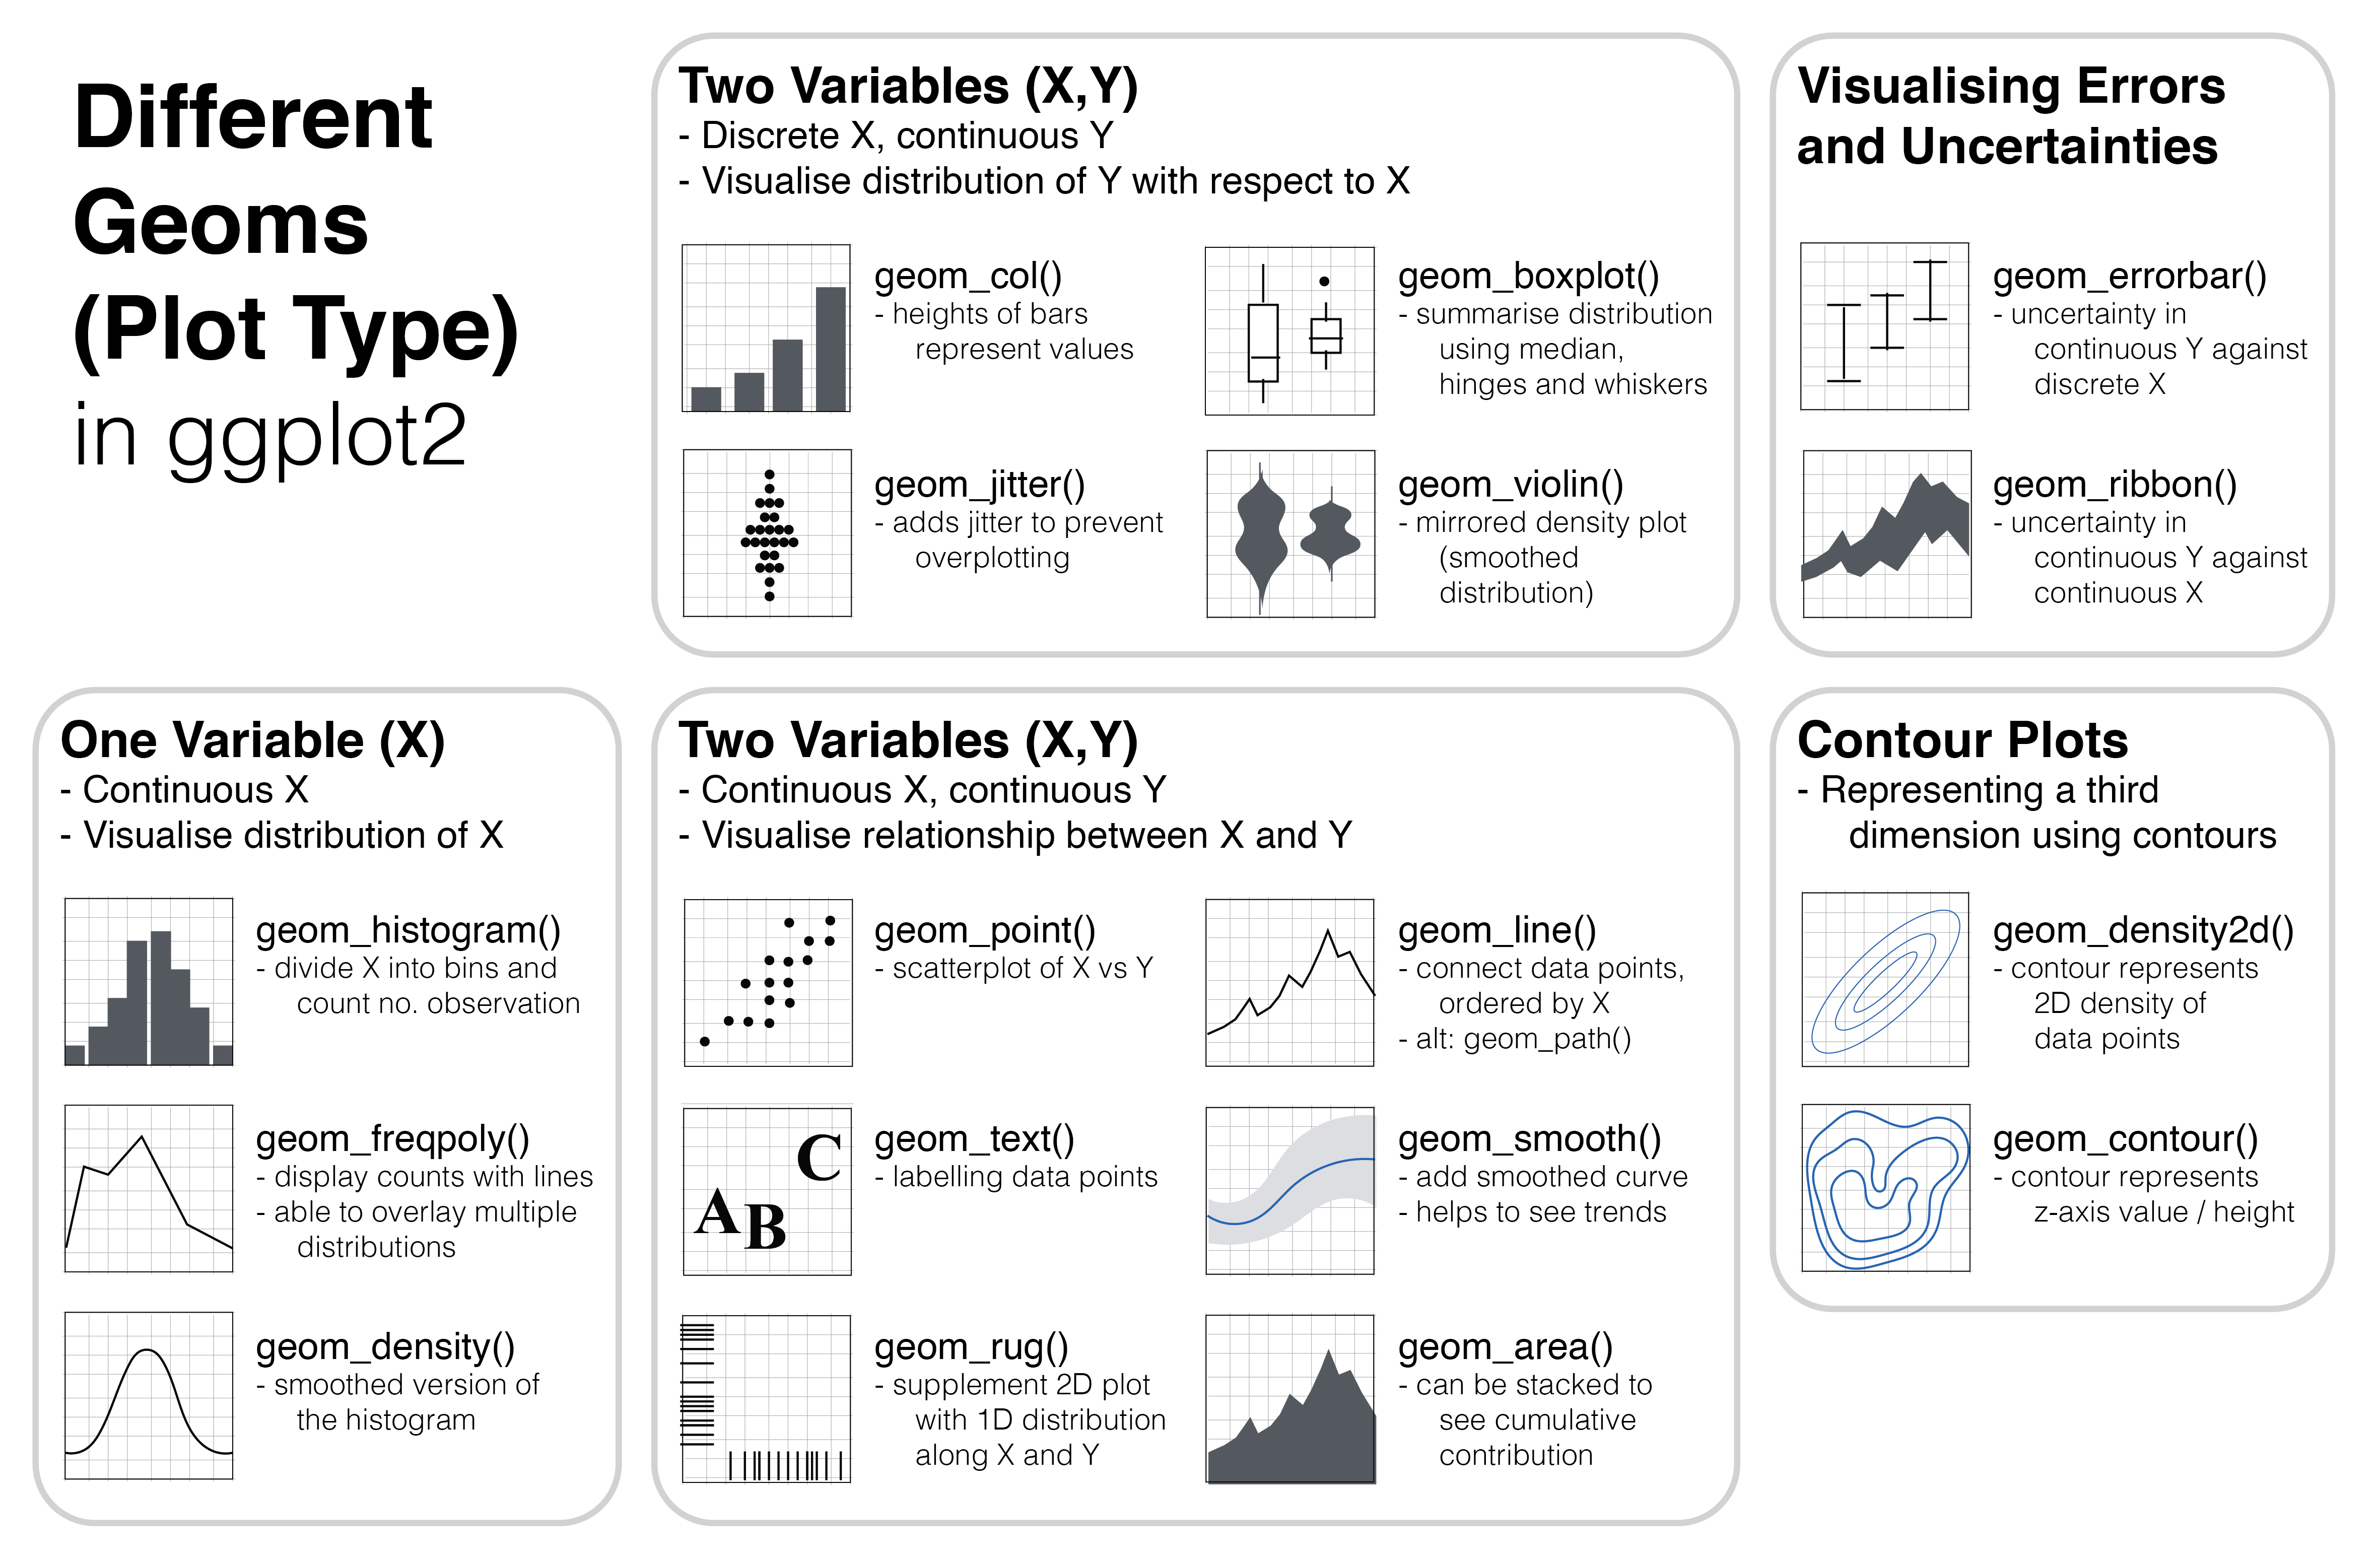 Different
Geoms
(Plot Type)
in ggplot2
Two Variables (X,Y)
- Discrete X, continuous Y
- Visualise distribution of Y with respect to X
geom_col()
- heights of bars
represent values
geom_boxplot()
- summarise distribution
using median,
hinges and whiskers
geom_jitter()
- adds jitter to prevent
overplotting
geom_violin()
- mirrored density plot
(smoothed
distribution)
Visualising Errors
and Uncertainties
geom_errorbar()
- uncertainty in
continuous Y against
discrete X
geom_ribbon()
- uncertainty in
continuous Y against
continuous X
One Variable (X)
- Continuous X
- Visualise distribution of X
geom_histogram()
- divide X into bins and
count no. observation
geom_freqpoly()
- display counts with lines
- able to overlay multiple
distributions
geom_density()
- smoothed version of
the histogram
Two Variables (X,Y)
- Continuous X, continuous Y
- Visualise relationship between X and Y
geom_point()
- scatterplot of X vs Y
geom_line()
- connect data points,
ordered by X
- alt: geom_path()
A B C
geom_text()
- labelling data points
geom_smooth()
- add smoothed curve
- helps to see trends
geom_rug()
- supplement 2D plot
with 1D distribution
along X and Y
geom_area()
- can be stacked to
see cumulative
contribution
Contour Plots
- Representing a third
dimension using contours
geom_density2d()
- contour represents
2D density of
data points
geom_contour()
- contour represents
z-axis value / height